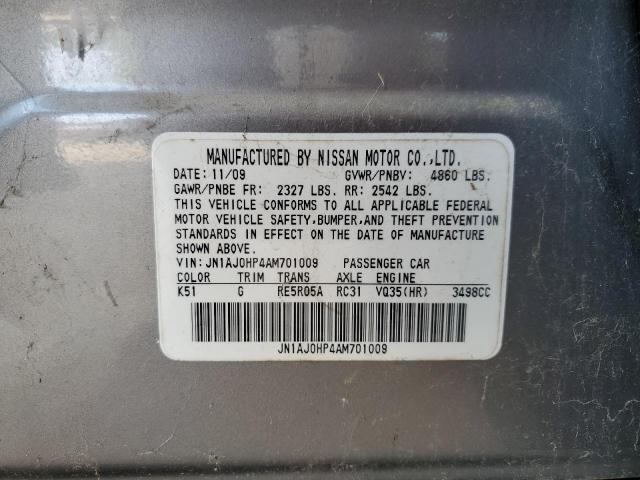 MANUFACTURED BY NISSAN MOTOR CO.,LTD.
DATE: 11/09 GVWR/PNBV: 4860 LBS.
GAWR/PNBE FR: 2327 LBS. RR: 2542 LBS.
THIS VEHICLE CONFORMS TO ALL APPLICABLE FEDERAL
MOTOR VEHICLE SAFETY,BUMPER,AND THEFT PREVENTION
STANDARDS IN EFFECT ON THE DATE OF MANUFACTURE
SHOWN ABOVE.
VIN: JN1AJ0HP4AM701009 PASSENGER CAR
COLOR TRIM TRANS AXLE ENGINE
K51 G RE5R05A RC31 VQ35(HR) 3498CC
JN1AJ0HP4AM701009